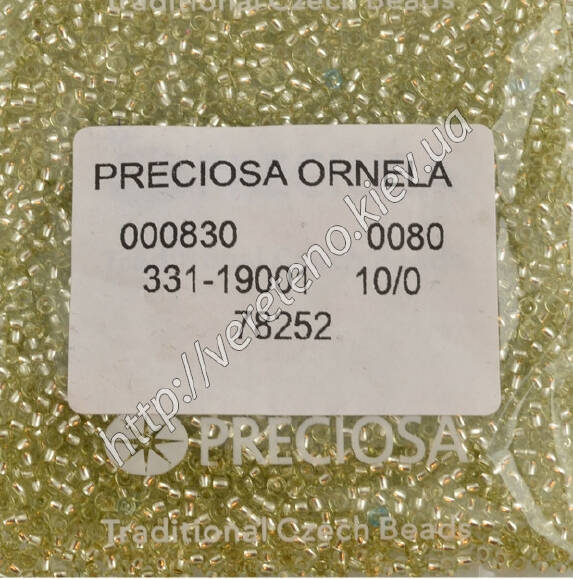 Traditional Czech Beads
PRECIOSA ORNELA
000830 0080
331-19001 10/0
78252
http://vereteno.kiev.ua
PRECIOSA
Traditional Czech Beads